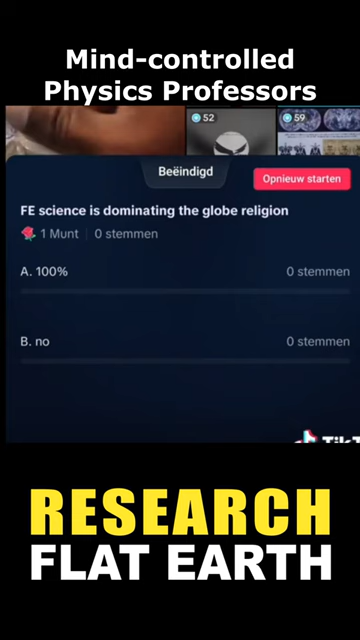 Mind-controlled
Physics Professors
52
59
Beëindigd
Opnieuw starten
FE science is dominating the globe religion
1 Munt | 0 stemmen
A. 100% 0 stemmen
B. no 0 stemmen
RESEARCH
FLAT EARTH